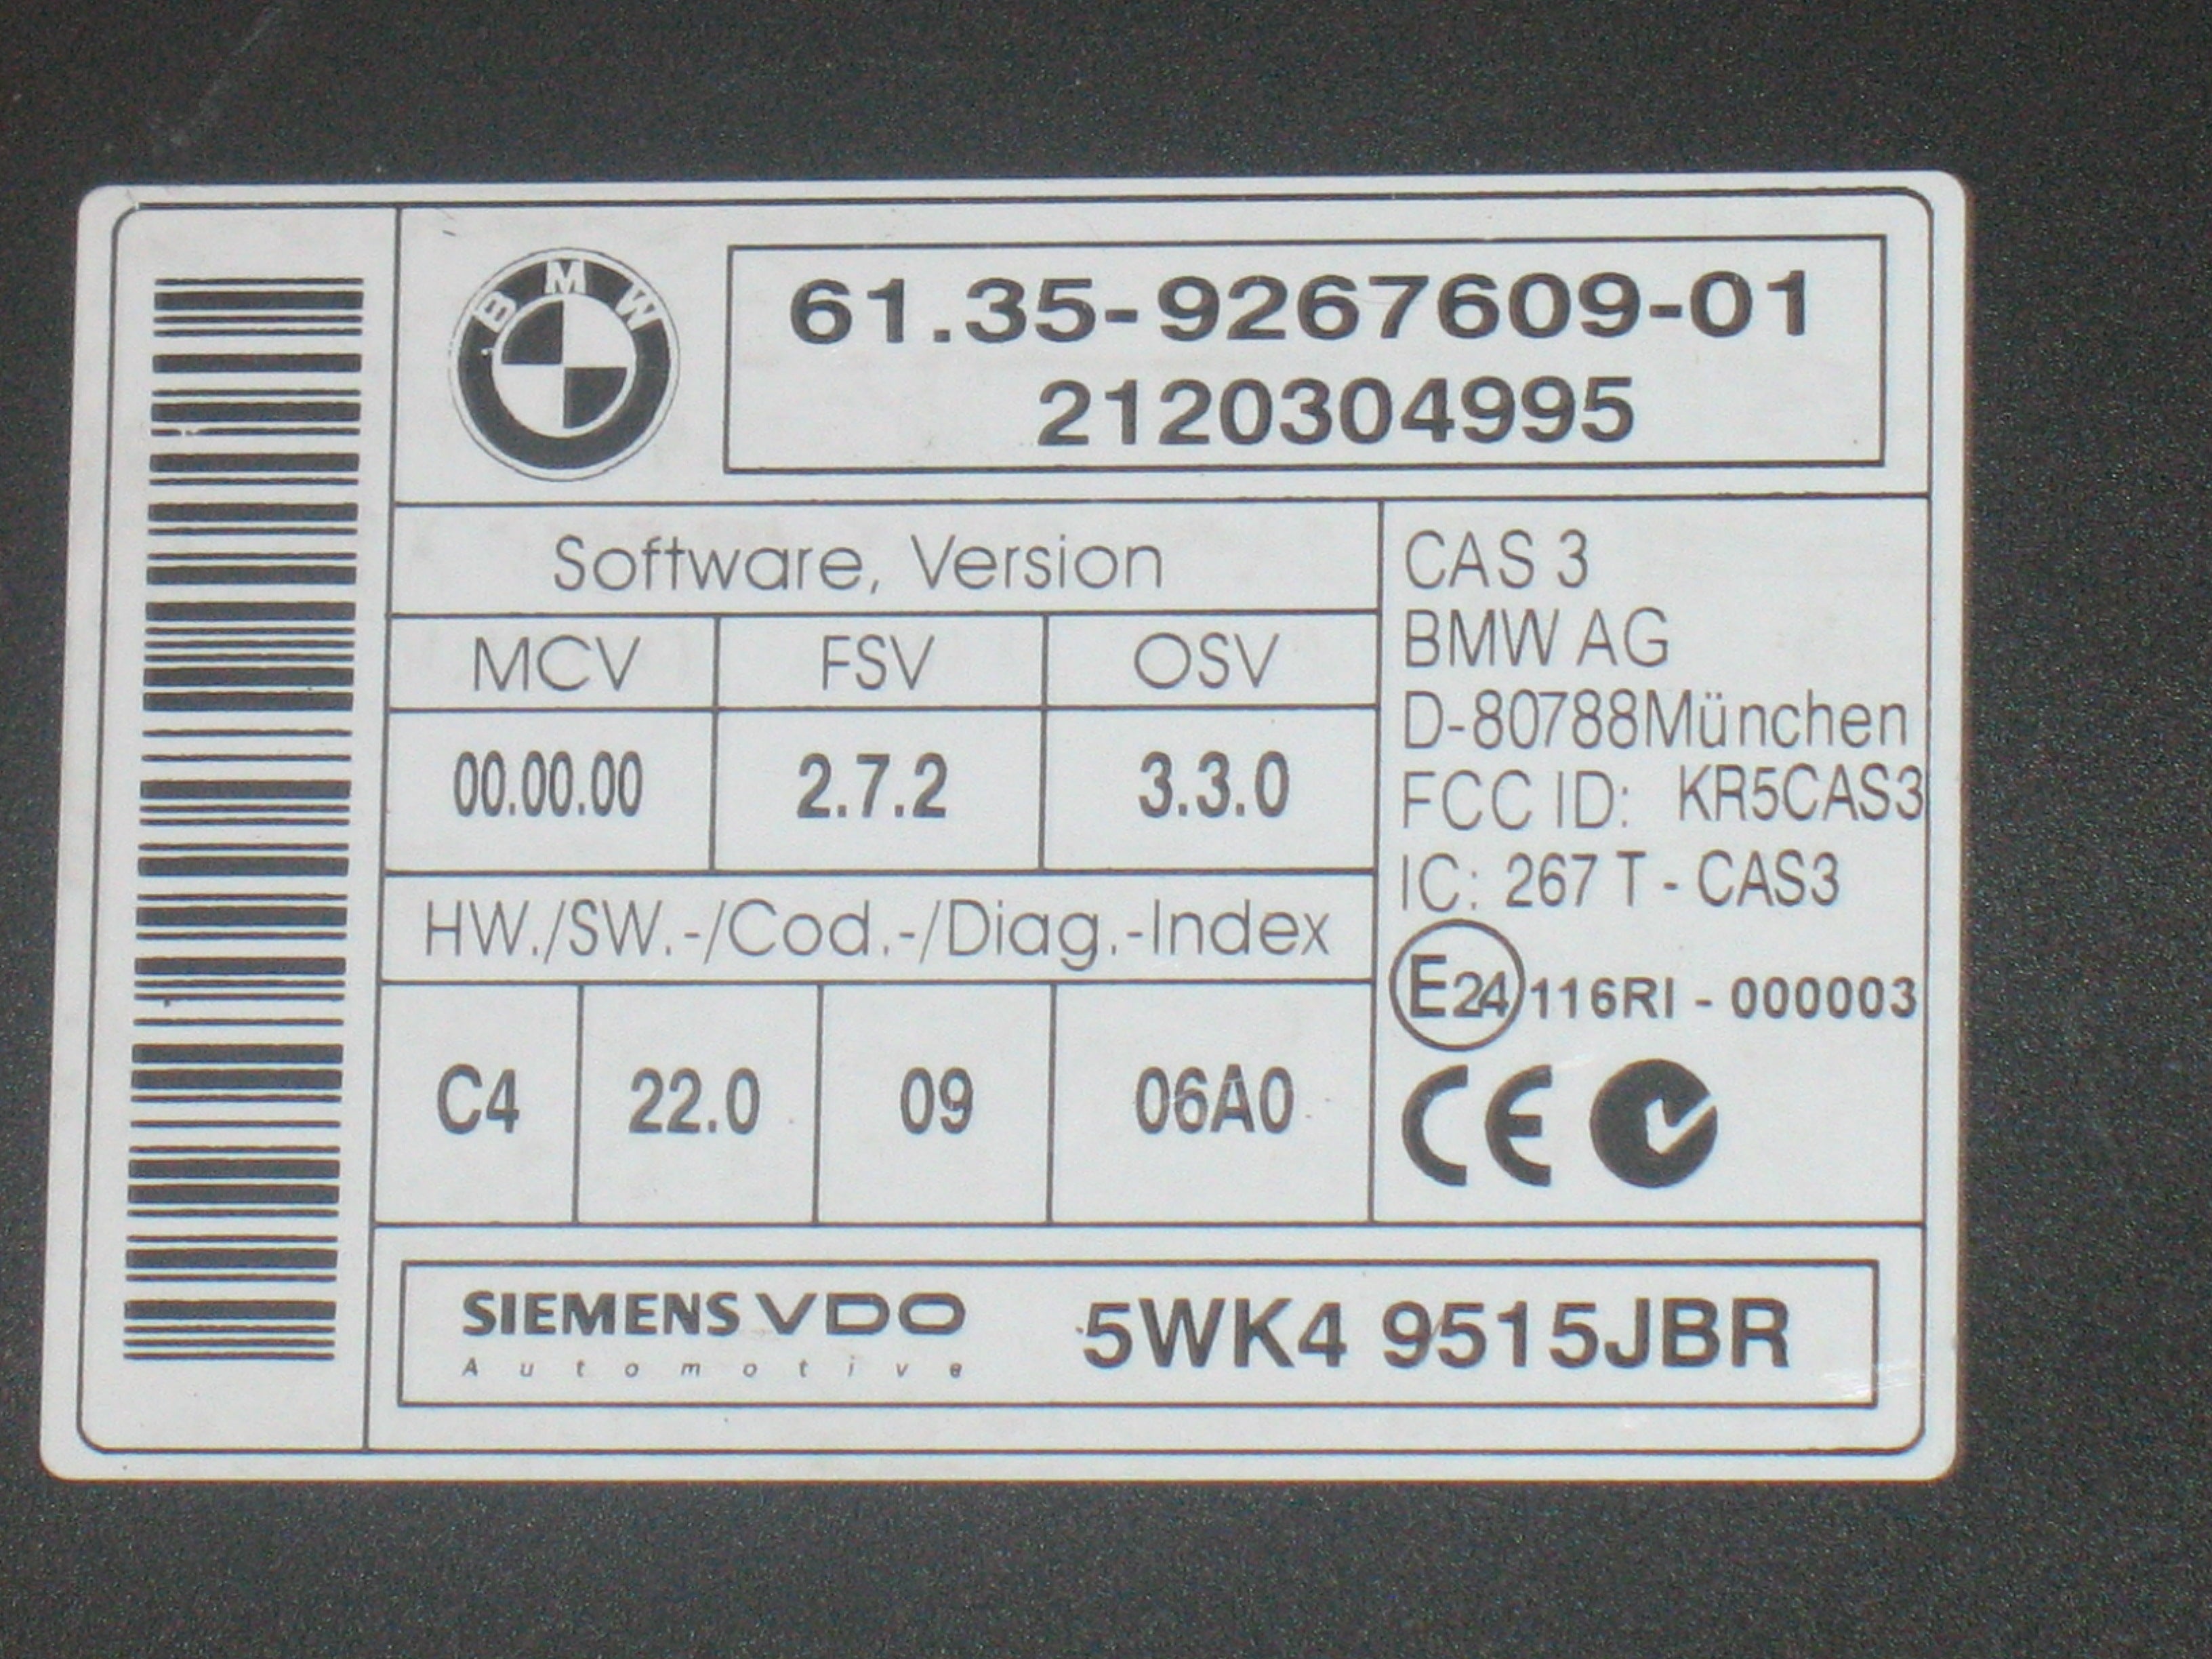 BMW
61.35-9267609-01
2120304995
Software, Version
MCV FSV OSV
00.00.00 2.7.2 3.3.0
HW./SW.-/Cod.-/Diag.-Index
C4 22.0 09 06A0
CAS 3
BMW AG
D-80788München
FCC ID: KR5CAS3
IC: 267 T - CAS3
E24 116RI - 000003
CE
SIEMENS VDO
Automotive
5WK4 9515JBR